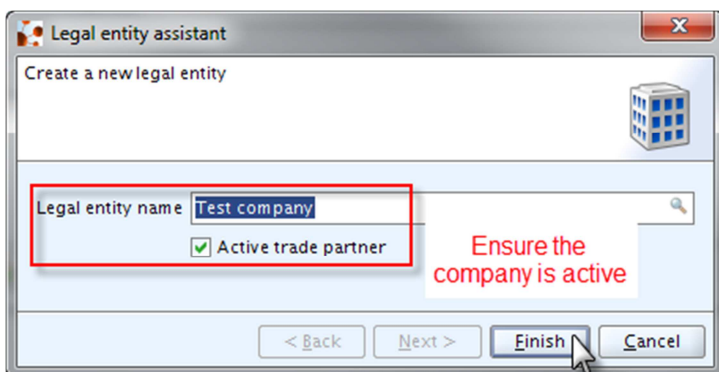 Legal entity assistant
Create a new legal entity
Legal entity name Test company
Active trade partner
Ensure the
company is active
< Back Next > Finish Cancel